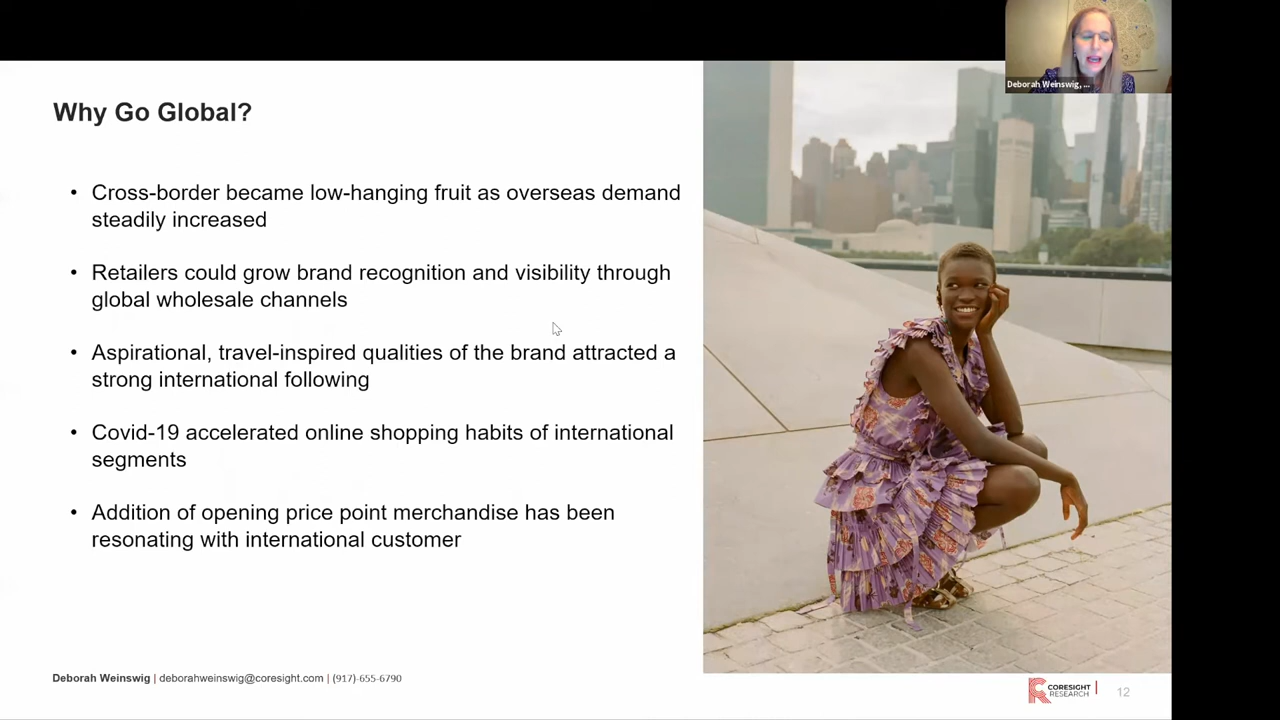 Deborah Weinswig, ...
Why Go Global?
• Cross-border became low-hanging fruit as overseas demand
steadily increased
• Retailers could grow brand recognition and visibility through
global wholesale channels
• Aspirational, travel-inspired qualities of the brand attracted a
strong international following
• Covid-19 accelerated online shopping habits of international
segments
• Addition of opening price point merchandise has been
resonating with international customer
Deborah Weinswig | deborahweinswig@coresight.com | (917)-655-6790
CORESIGHT
RESEARCH
12